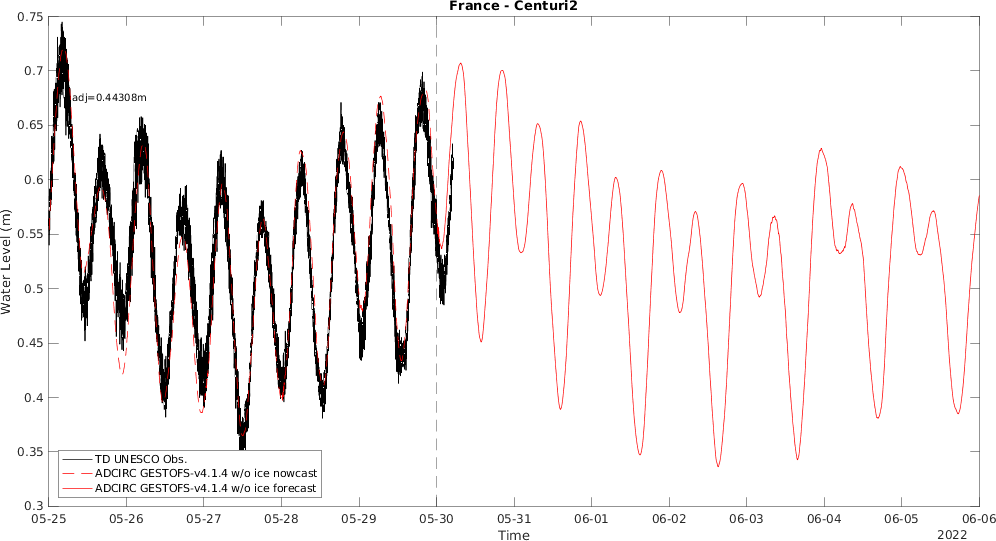 France - Centuri2
0.75
0.7
0.65
0.6
0.55
0.5
0.45
0.4
0.35
0.3
Water Level (m)
adj=0.44308m
TD UNESCO Obs.
ADCIRC GESTOFS-v4.1.4 w/o ice nowcast
ADCIRC GESTOFS-v4.1.4 w/o ice forecast
05-25 05-26 05-27 05-28 05-29 05-30 05-31 06-01 06-02 06-03 06-04 06-05 06-06
Time
2022